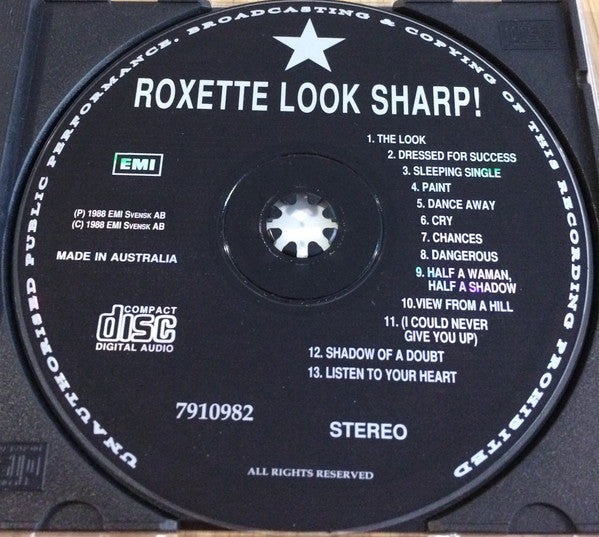 UNAUTHORISED PUBLIC PERFORMANCE, BROADCASTING & COPYING OF THIS RECORDING PROHIBITED
ROXETTE LOOK SHARP!
EMI
(P) 1988 EMI SVENSK AB
(C) 1988 EMI SVENSK AB
MADE IN AUSTRALIA
COMPACT
disc
DIGITAL AUDIO
1. THE LOOK
2. DRESSED FOR SUCCESS
3. SLEEPING SINGLE
4. PAINT
5. DANCE AWAY
6. CRY
7. CHANCES
8. DANGEROUS
9. HALF A WAMAN,
HALF A SHADOW
10. VIEW FROM A HILL
11. (I COULD NEVER
GIVE YOU UP)
12. SHADOW OF A DOUBT
13. LISTEN TO YOUR HEART
7910982
STEREO
ALL RIGHTS RESERVED